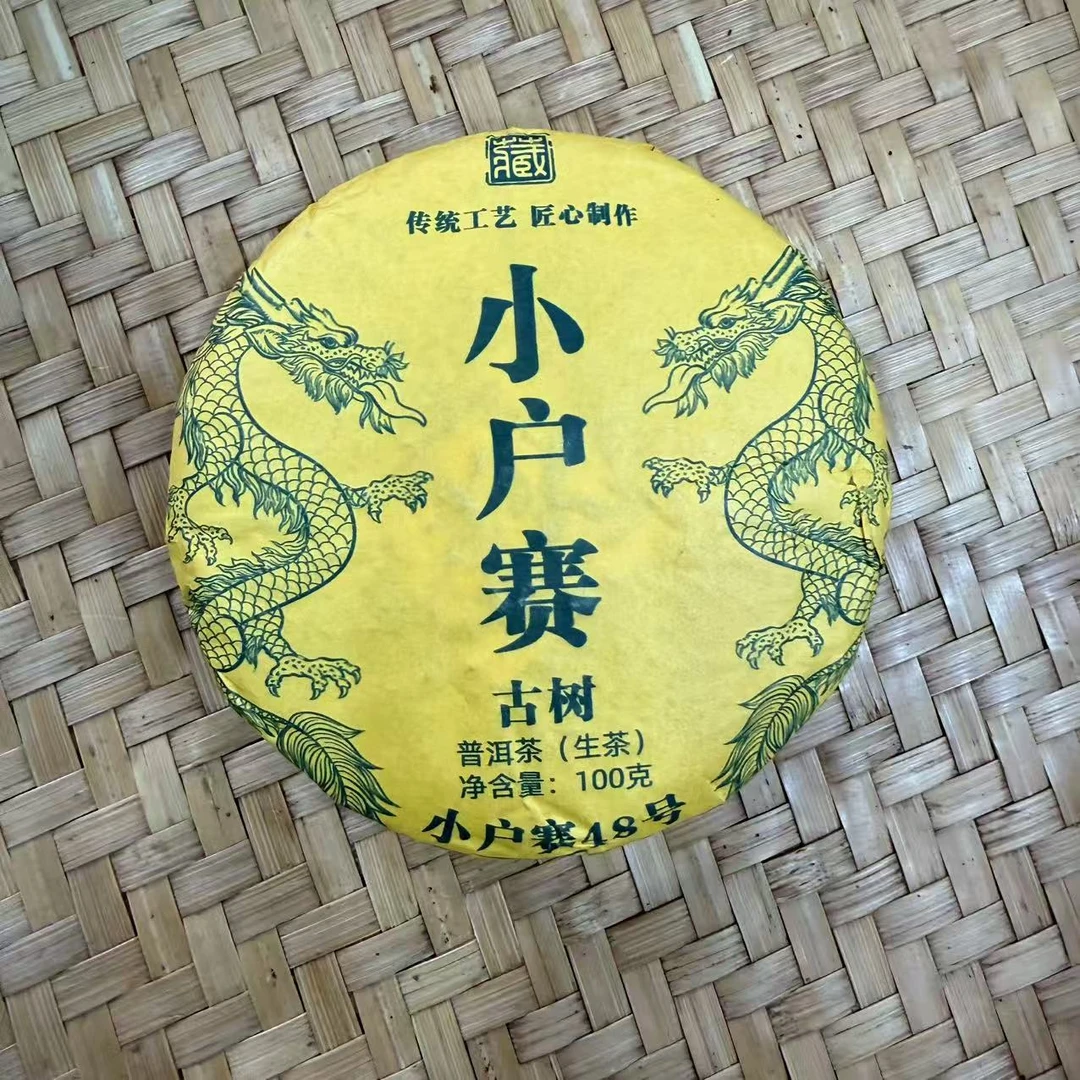 藏
传统工艺 匠心制作
小户赛
古树
普洱茶（生茶）
净含量：100克
小户赛48号